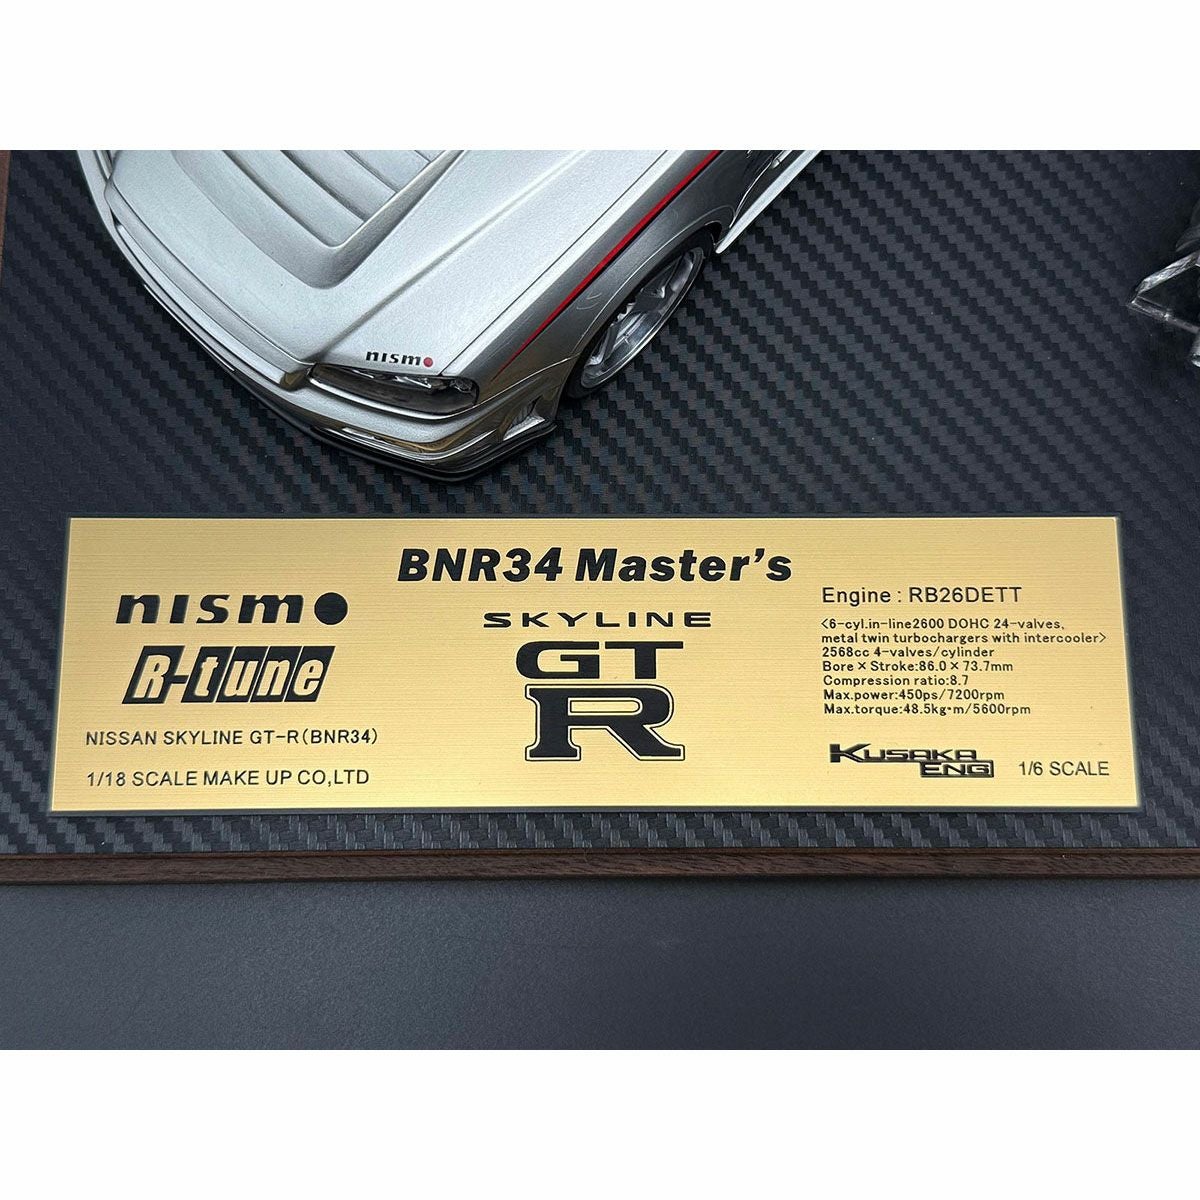 nismo
BNR34 Master's
nismo
R-tune
NISSAN SKYLINE GT-R(BNR34)
1/18 SCALE MAKE UP CO,LTD
SKYLINE
GT
R
Engine : RB26DETT
<6-cyl.in-line2600 DOHC 24-valves,
metal twin turbochargers with intercooler>
2568cc 4-valves/cylinder
Bore×Stroke:86.0×73.7mm
Compression ratio:8.7
Max.power:450ps/7200rpm
Max.torque:48.5kg·m/5600rpm
KUSAKA
ENG
1/6 SCALE